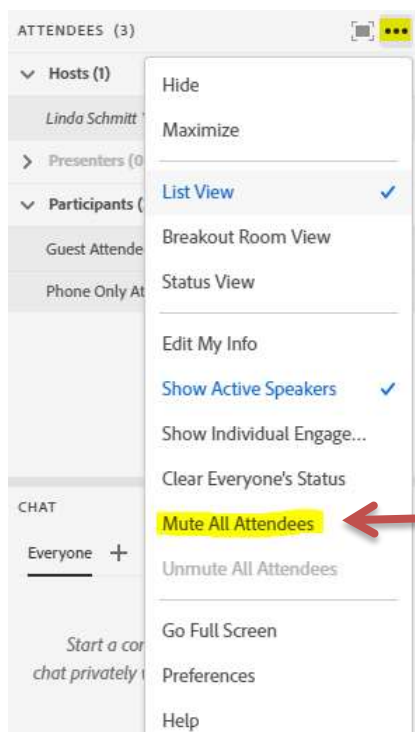 ATTENDEES (3)
Hosts (1)
Linda Schmitt
Presenters (0
Participants (
Guest Attende
Phone Only At
Hide
Maximize
List View
Breakout Room View
Status View
Edit My Info
Show Active Speakers
Show Individual Engage...
Clear Everyone's Status
Mute All Attendees
Unmute All Attendees
Go Full Screen
Preferences
Help
CHAT
Everyone +
Start a cor
chat privately